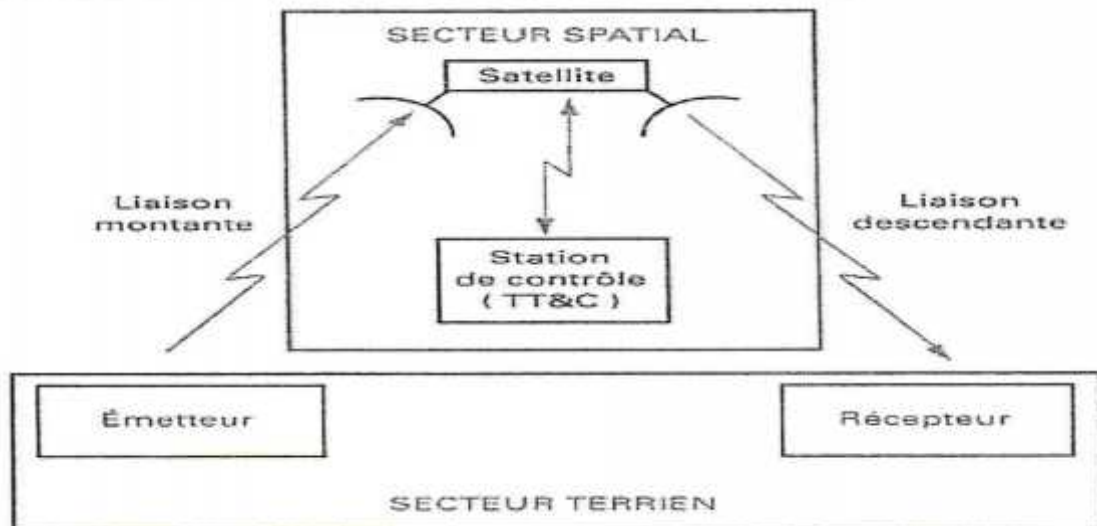 SECTEUR SPATIAL
Satellite
Liaison
montante
Liaison
descendante
Station
de contrôle
( TT&C )
Émetteur
Récepteur
SECTEUR TERRIEN